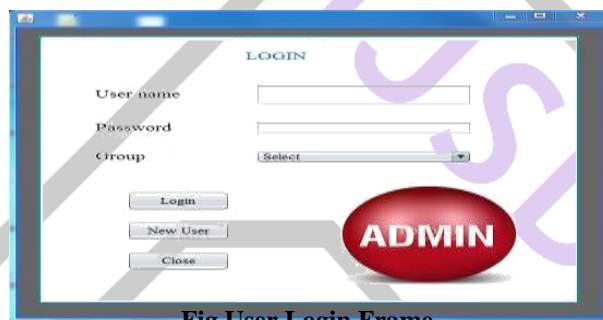 LOGIN
User name
Password
Group Select
Login
New User
Close
ADMIN
Fig User Login Frame